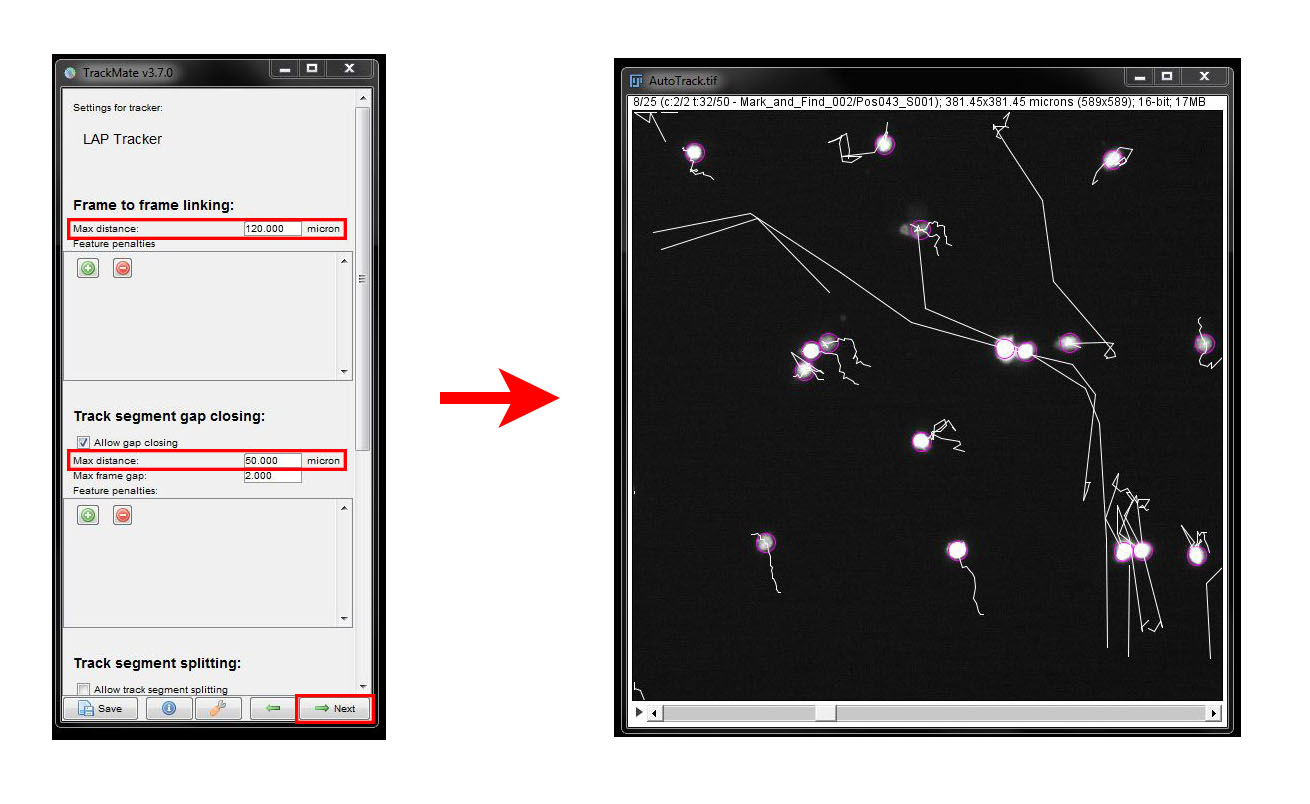 TrackMate v3.7.0
Settings for tracker:
LAP Tracker
Frame to frame linking:
Max distance: 120.000 micron
Feature penalties
Track segment gap closing:
Allow gap closing
Max distance: 50.000 micron
Max frame gap: 2.000
Feature penalties:
Track segment splitting:
Allow track segment splitting
Save
Next
AutoTrack.tif
8/25 (c:2/2 t:32/50 - Mark_and_Find_002/Pos043_S001); 381.45x381.45 microns (589x589); 16-bit; 17MB